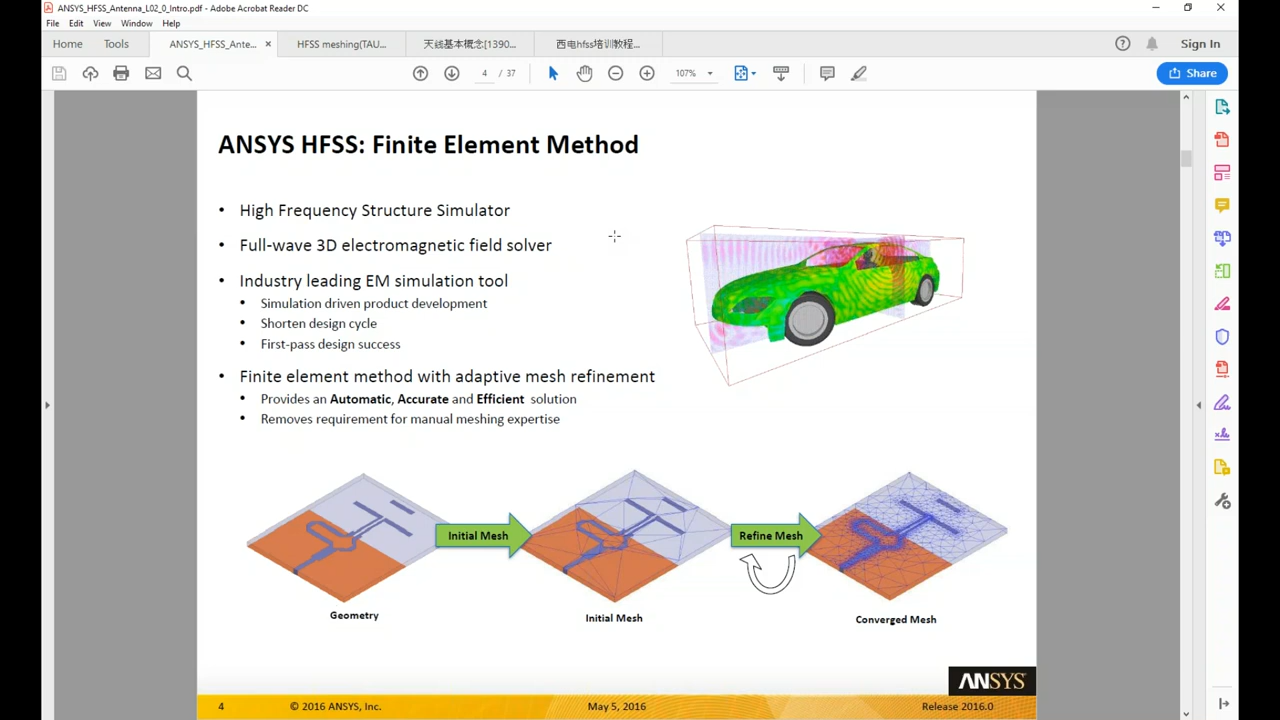 ANSYS_HFSS_Antenna_L02_0_Intro.pdf - Adobe Acrobat Reader DC
File Edit View Window Help
Home Tools ANSYS_HFSS_Ante... HFSS meshing(TAU... 天线基本概念[1390... 西电hfss培训教程... Sign In
4 / 37 107% Share
ANSYS HFSS: Finite Element Method
• High Frequency Structure Simulator
• Full-wave 3D electromagnetic field solver
• Industry leading EM simulation tool
• Simulation driven product development
• Shorten design cycle
• First-pass design success
• Finite element method with adaptive mesh refinement
• Provides an Automatic, Accurate and Efficient solution
• Removes requirement for manual meshing expertise
Initial Mesh Refine Mesh
Geometry Initial Mesh Converged Mesh
ANSYS
4 © 2016 ANSYS, Inc. May 5, 2016 Release 2016.0